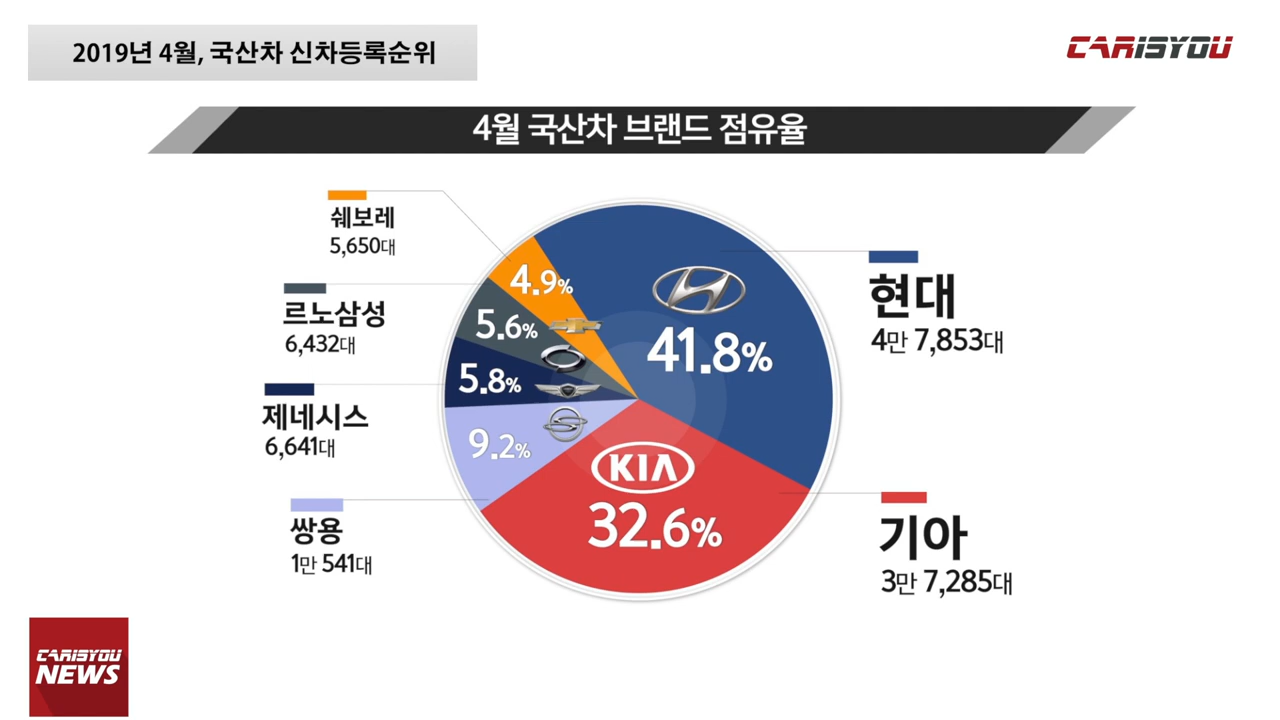 2019년 4월, 국산차 신차등록순위
CARISYOU
4월 국산차 브랜드 점유율
쉐보레
5,650대
4.9%
르노삼성
6,432대
5.6%
제네시스
6,641대
5.8%
쌍용
1만 541대
9.2%
현대
4만 7,853대
41.8%
기아
3만 7,285대
KIA
32.6%
CARISYOU
NEWS